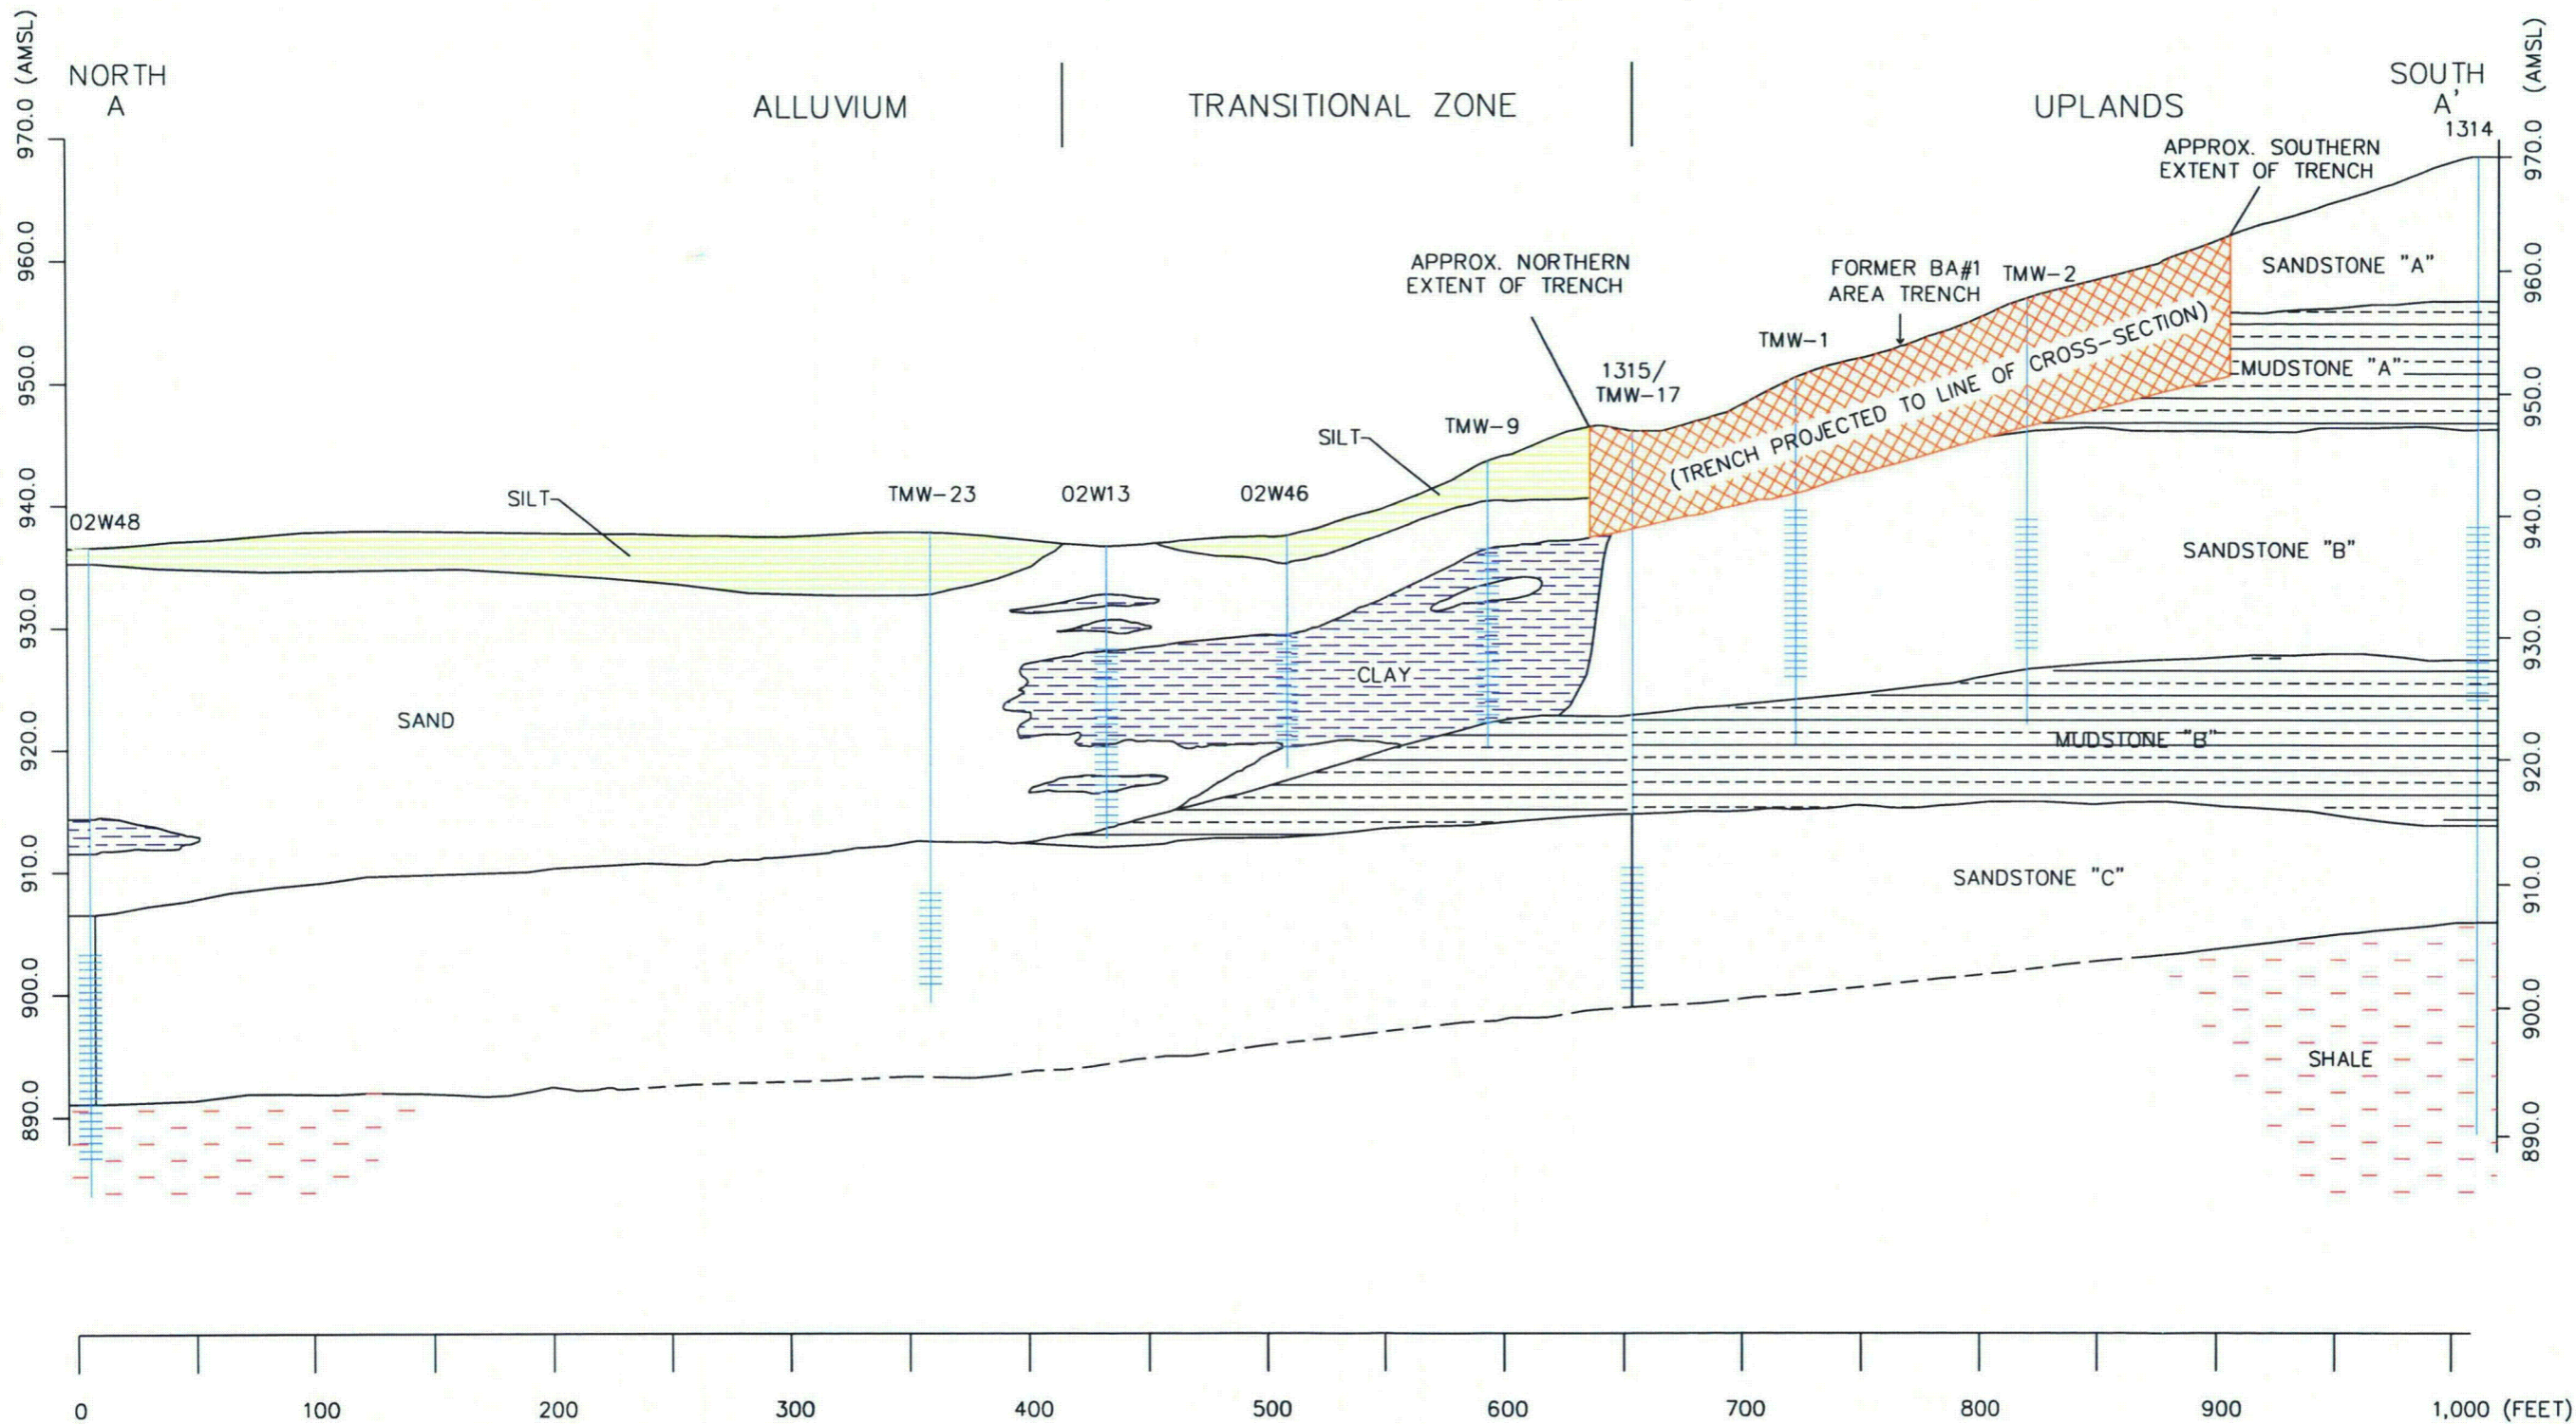 970.0 (AMSL)
960.0
950.0
940.0
930.0
920.0
910.0
900.0
890.0
NORTH
A
ALLUVIUM
TRANSITIONAL ZONE
UPLANDS
SOUTH
A'
1314
APPROX. SOUTHERN
EXTENT OF TRENCH
APPROX. NORTHERN
EXTENT OF TRENCH
FORMER BA#1
AREA TRENCH
TMW-2
SANDSTONE "A"
(TRENCH PROJECTED TO LINE OF CROSS-SECTION)
TMW-1
1315/
TMW-17
MUDSTONE "A"
TMW-9
SILT
SILT
TMW-23
02W13
02W46
02W48
SANDSTONE "B"
CLAY
SAND
MUDSTONE "B"
SANDSTONE "C"
SHALE
970.0 (AMSL)
960.0
950.0
940.0
930.0
920.0
910.0
900.0
890.0
0 100 200 300 400 500 600 700 800 900 1,000 (FEET)